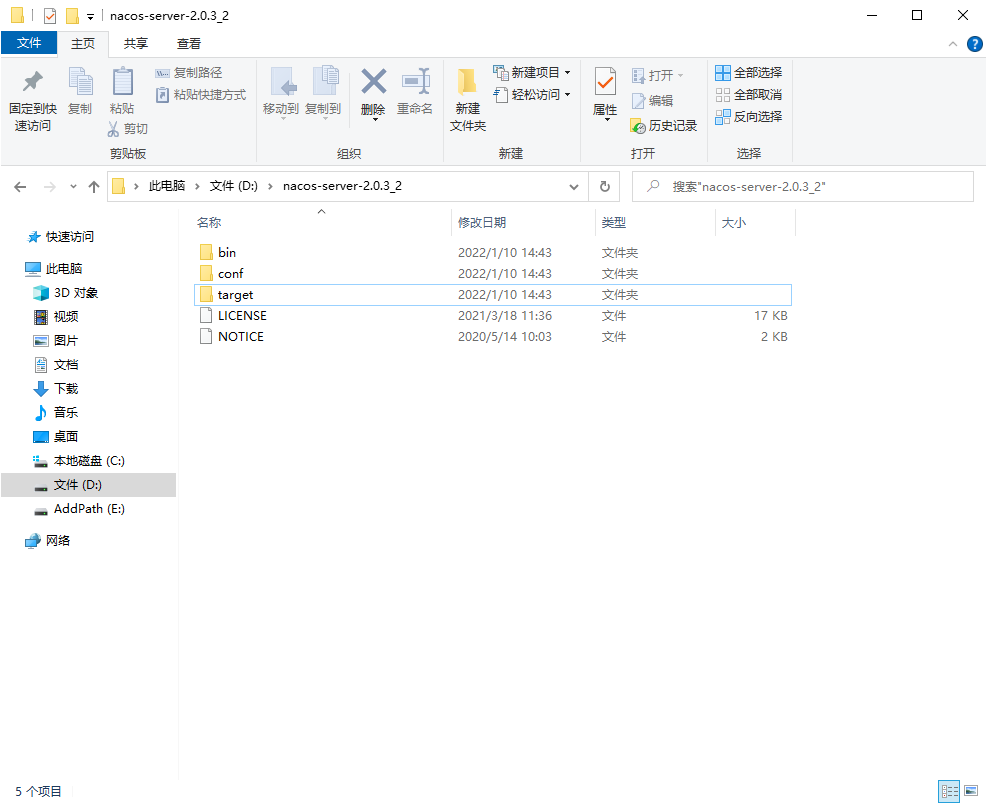 nacos-server-2.0.3_2
文件 主页 共享 查看
固定到快速访问
复制
粘贴
复制路径
粘贴快捷方式
剪切
剪贴板
移动到
复制到
删除
重命名
组织
新建文件夹
新建项目
轻松访问
新建
属性
打开
编辑
历史记录
打开
全部选择
全部取消
反向选择
选择
此电脑 文件 (D:) nacos-server-2.0.3_2
搜索"nacos-server-2.0.3_2"
快速访问
此电脑
3D 对象
视频
图片
文档
下载
音乐
桌面
本地磁盘 (C:)
文件 (D:)
AddPath (E:)
网络
名称 修改日期 类型 大小
bin 2022/1/10 14:43 文件夹
conf 2022/1/10 14:43 文件夹
target 2022/1/10 14:43 文件夹
LICENSE 2021/3/18 11:36 文件 17 KB
NOTICE 2020/5/14 10:03 文件 2 KB
5 个项目